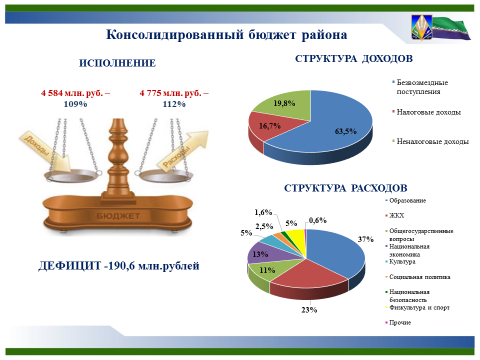 Консолидированный бюджет района
ИСПОЛНЕНИЕ
4 584 млн. руб. –
109%
4 775 млн. руб. –
112%
Доходы
Расходы
БЮДЖЕТ
ДЕФИЦИТ -190,6 млн.рублей
СТРУКТУРА ДОХОДОВ
19,8%
16,7%
63,5%
Безвозмездные
поступления
Налоговые доходы
Неналоговые доходы
СТРУКТУРА РАСХОДОВ
1,6%
5%
0,6%
2,5%
5%
13%
11%
23%
37%
Образование
ЖКХ
Общегосударственные
вопросы
Национальная
экономика
Культура
Социальная политика
Национальная
безопасность
Физкультура и спорт
Прочие